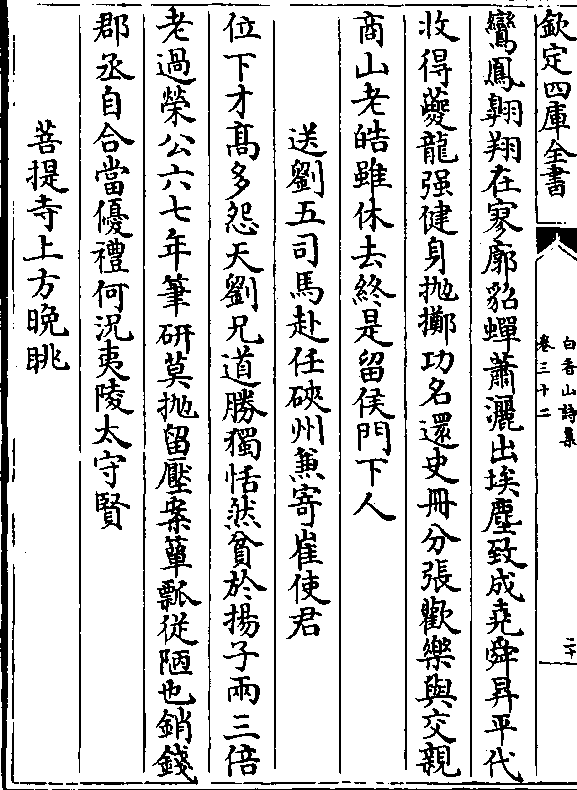 欽定四庫全書
白香山詩集
卷三十二
二十
鸞鳳翺翔在寥廓貂蟬蕭灑出埃塵致成堯舜昇平代
收得夔龍强健身抛擲功名還史冊分張歡樂與交親
商山老皓雖休去終是留侯門下人
送劉五司馬赴任硤州兼寄崔使君
位下才髙多怨天劉兄道勝獨恬然貧於揚子兩三倍
老過榮公六七年筆硏莫抛留壓案簞瓢從陋也銷錢
郡丞自合當優禮何況夷陵太守賢
菩提寺上方晚眺